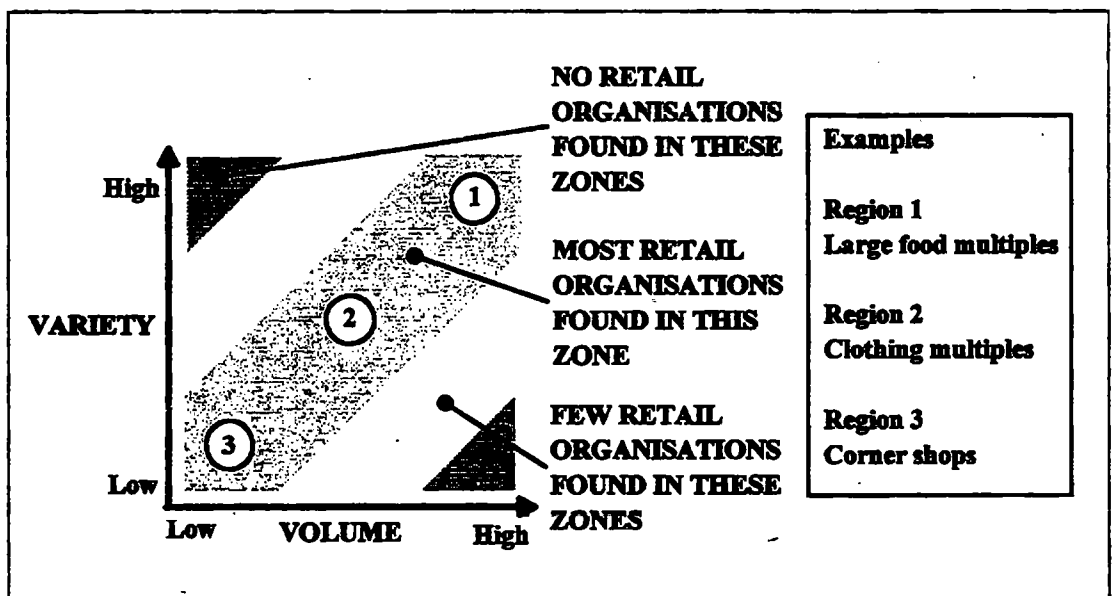 NO RETAIL
ORGANISATIONS
FOUND IN THESE
ZONES
MOST RETAIL
ORGANISATIONS
FOUND IN THIS
ZONE
FEW RETAIL
ORGANISATIONS
FOUND IN THESE
ZONES
High
VARIETY
Low
Low
VOLUME
High
1
2
3
Examples
Region 1
Large food multiples
Region 2
Clothing multiples
Region 3
Corner shops